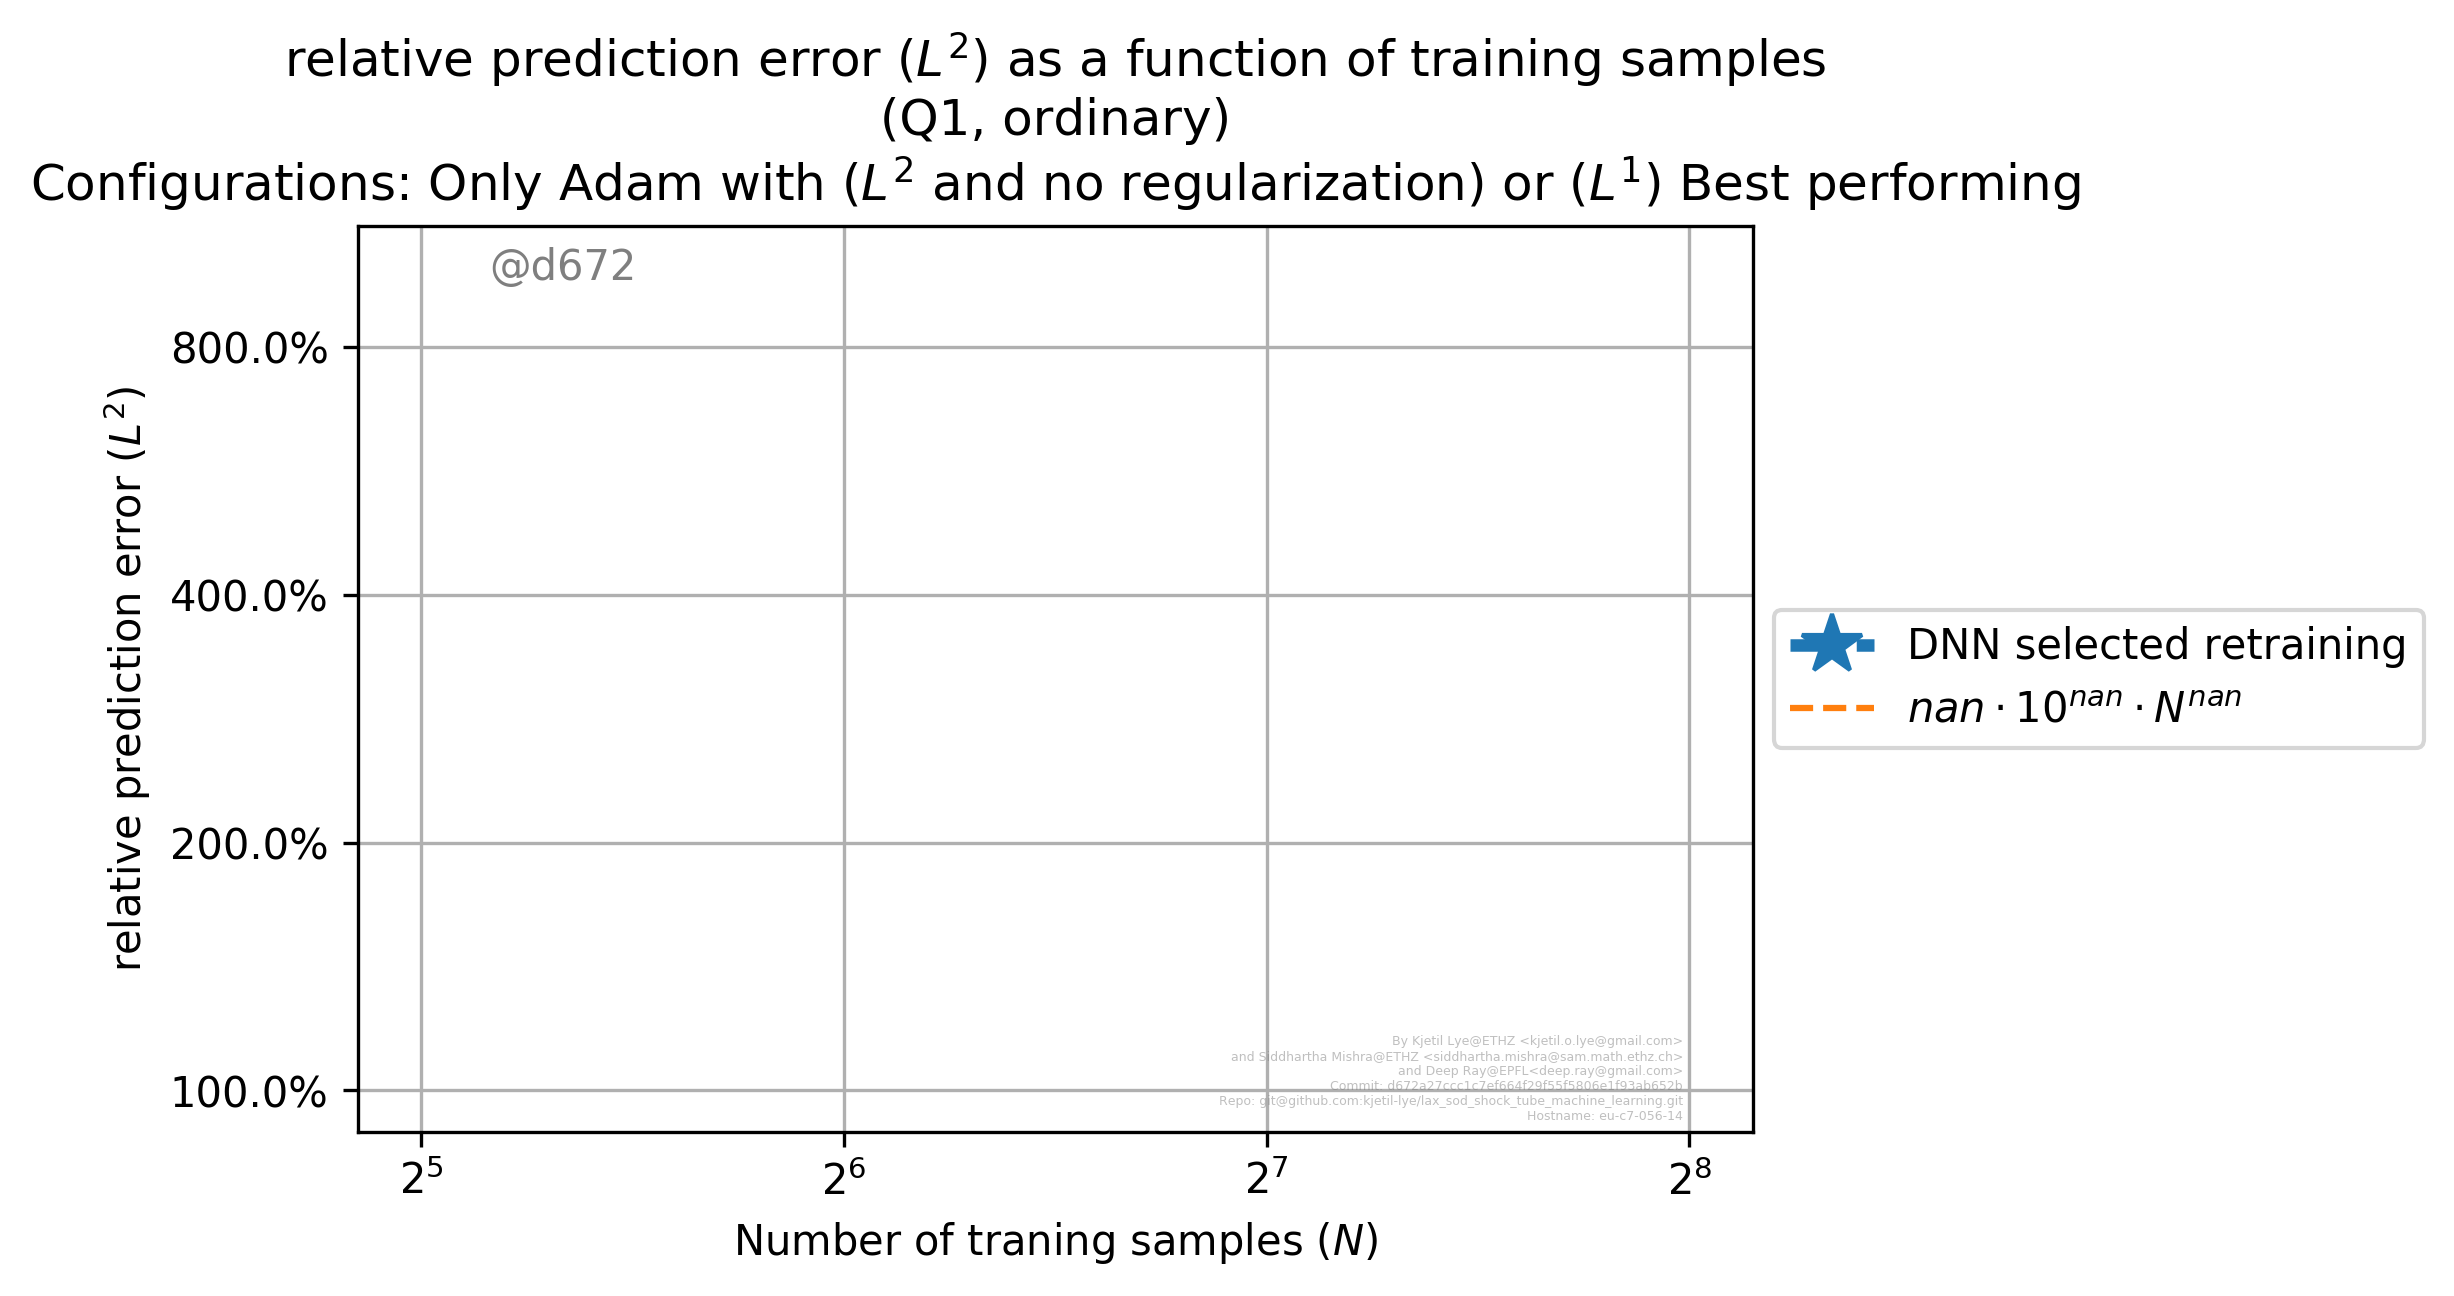 relative prediction error (L²) as a function of training samples
(Q1, ordinary)
Configurations: Only Adam with (L² and no regularization) or (L¹) Best performing
@d672
800.0%
400.0%
200.0%
100.0%
relative prediction error (L²)
DNN selected retraining
nan · 10^{nan} · N^{nan}
By Kjetil Lye@ETHZ <kjetil.o.lye@gmail.com>
and Siddhartha Mishra@ETHZ <siddhartha.mishra@sam.math.ethz.ch>
and Deep Ray@EPFL<deep.ray@gmail.com>
Commit: d672a27ccc1c7ef664f29f55f5806e1f93ab652b
Repo: git@github.com:kjetil-lye/lax_sod_shock_tube_machine_learning.git
Hostname: eu-c7-056-14
2⁵ 2⁶ 2⁷ 2⁸
Number of traning samples (N)